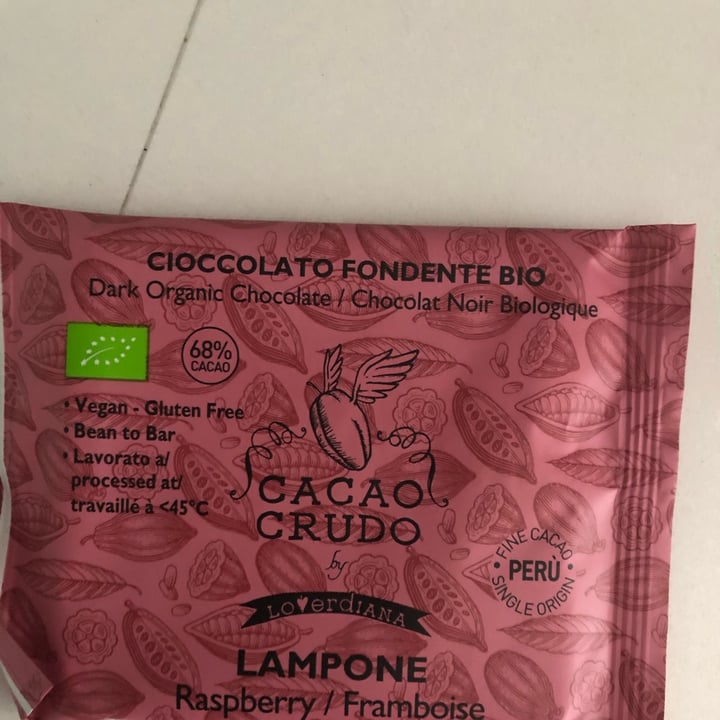 CIOCCOLATO FONDENTE BIO
Dark Organic Chocolate / Chocolat Noir Biologique
68%
CACAO
• Vegan - Gluten Free
• Bean to Bar
• Lavorato a/
processed at/
travaillé à <45°C
CACAO
CRUDO
by
LOVerdIANA
FINE CACAO
• PERÙ •
SINGLE ORIGIN
LAMPONE
Raspberry / Framboise